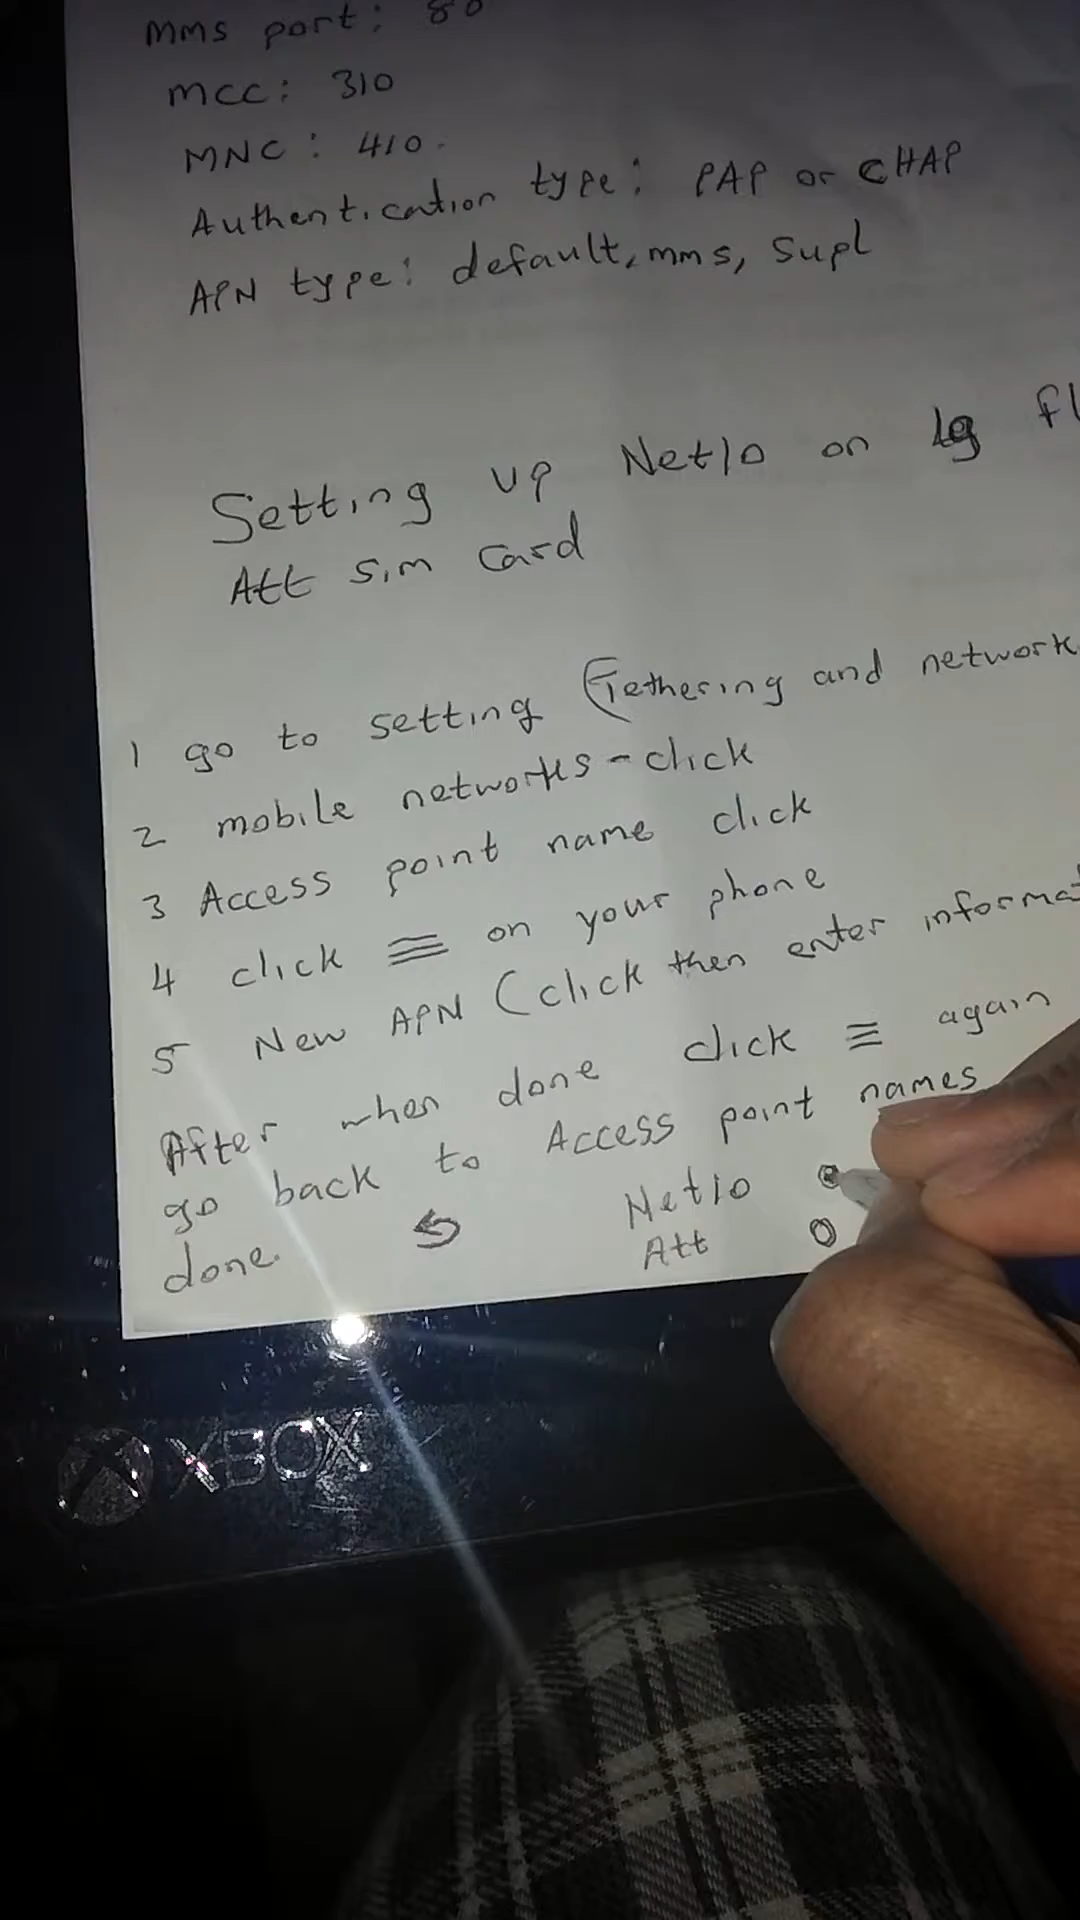 mms port: 80
MCC: 310
MNC: 410.
Authentication type: PAP or CHAP
APN type: default, mms, supl
Setting up Net10 on lg
Att sim card
1 go to setting (Tethering and network
2 mobile networks - click
3 Access point name click
4 click ≡ on your phone
5 New APN (click then enter
After when done click ≡ again
go back to Access point names
done. Net10
Att
XBOX